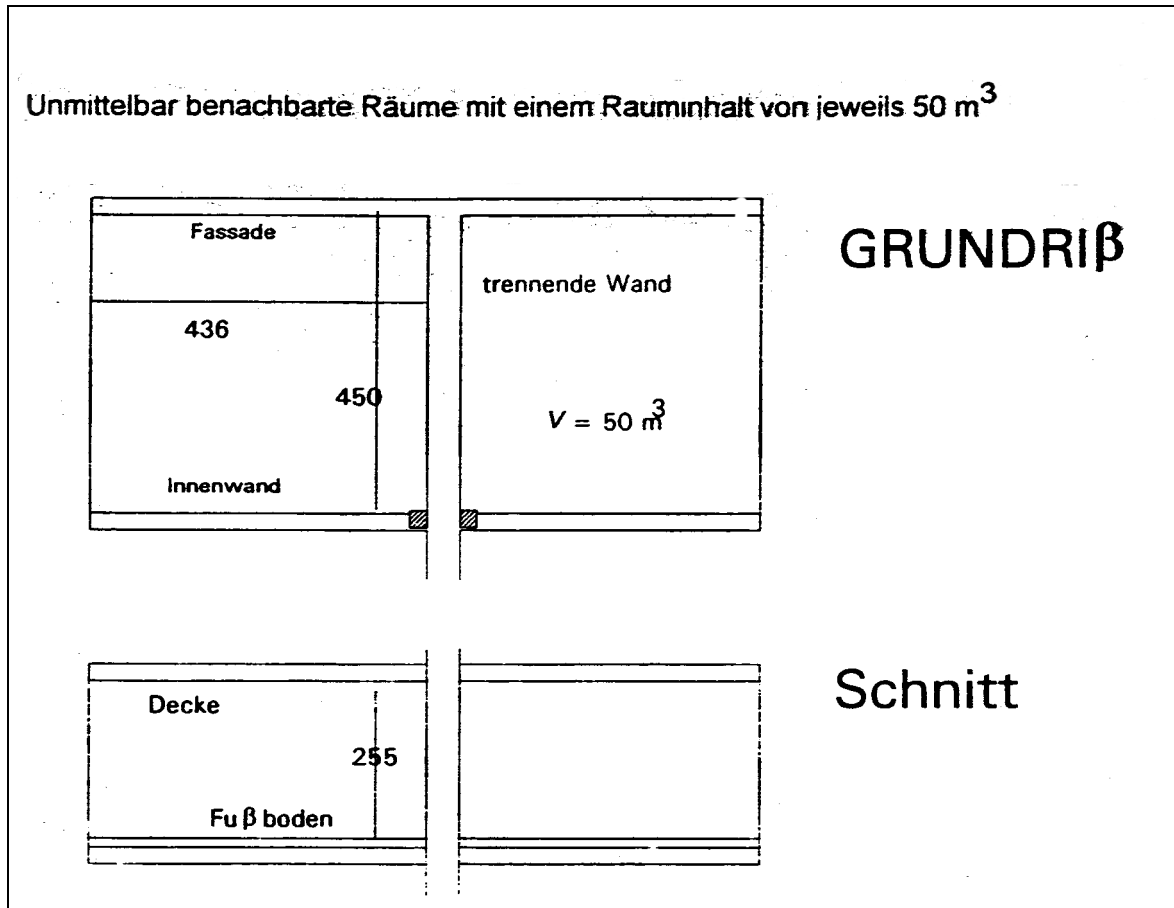 Unmittelbar benachbarte Räume mit einem Rauminhalt von jeweils 50 m³
Fassade
trennende Wand
GRUNDRIß
436
450
V = 50 m³
Innenwand
Schnitt
Decke
255
Fußboden